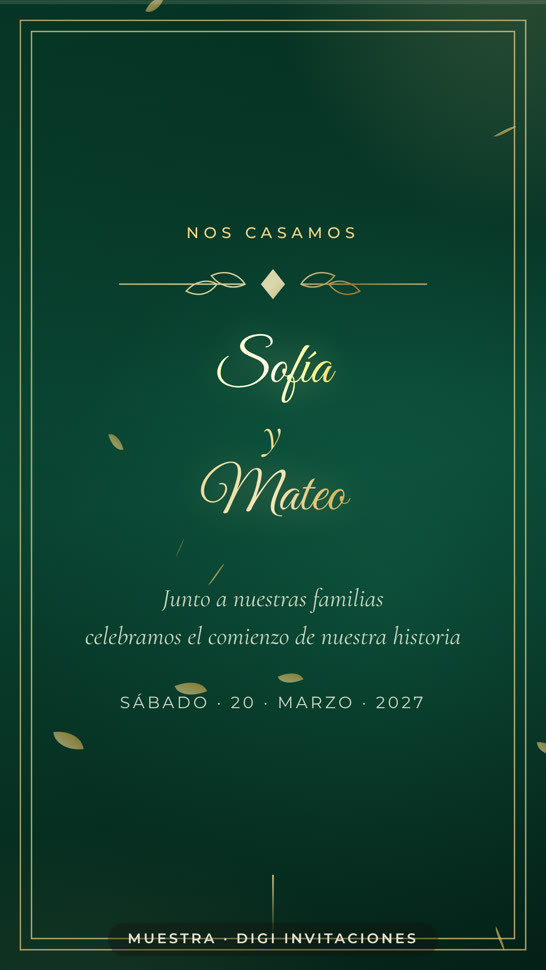 NOS CASAMOS
Sofía
y
Mateo
Junto a nuestras familias
celebramos el comienzo de nuestra historia
SÁBADO · 20 · MARZO · 2027
MUESTRA · DIGI INVITACIONES